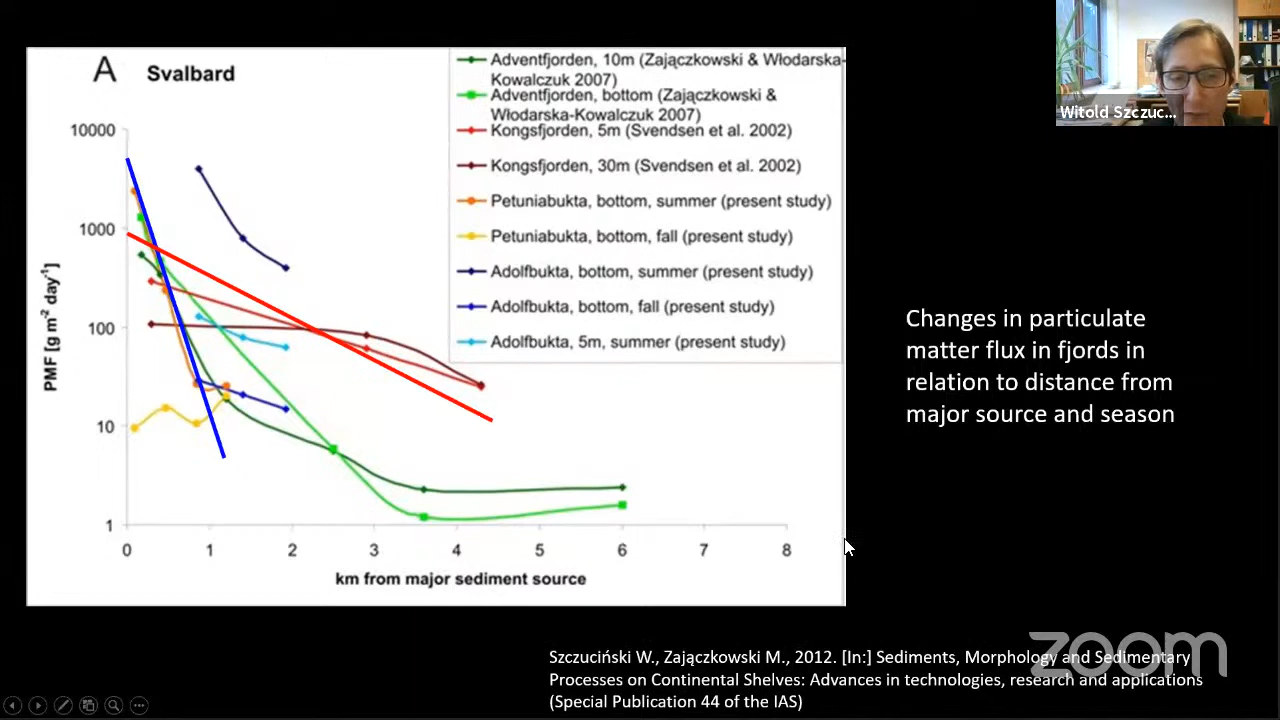 A Svalbard
Adventfjorden, 10m (Zajączkowski & Włodarska-
Kowalczuk 2007)
Adventfjorden, bottom (Zajączkowski &
Włodarska-Kowalczuk 2007)
Kongsfjorden, 5m (Svendsen et al. 2002)
Kongsfjorden, 30m (Svendsen et al. 2002)
Petuniabukta, bottom, summer (present study)
Petuniabukta, bottom, fall (present study)
Adolfbukta, bottom, summer (present study)
Adolfbukta, bottom, fall (present study)
Adolfbukta, 5m, summer (present study)
10000
1000
100
10
1
PMF [g m⁻² day⁻¹]
0 1 2 3 4 5 6 7 8
km from major sediment source
Witold Szczuc...
Changes in particulate
matter flux in fjords in
relation to distance from
major source and season
Szczuciński W., Zajączkowski M., 2012. [In:] Sediments, Morphology and Sedimentary
Processes on Continental Shelves: Advances in technologies, research and applications
(Special Publication 44 of the IAS)
zoom